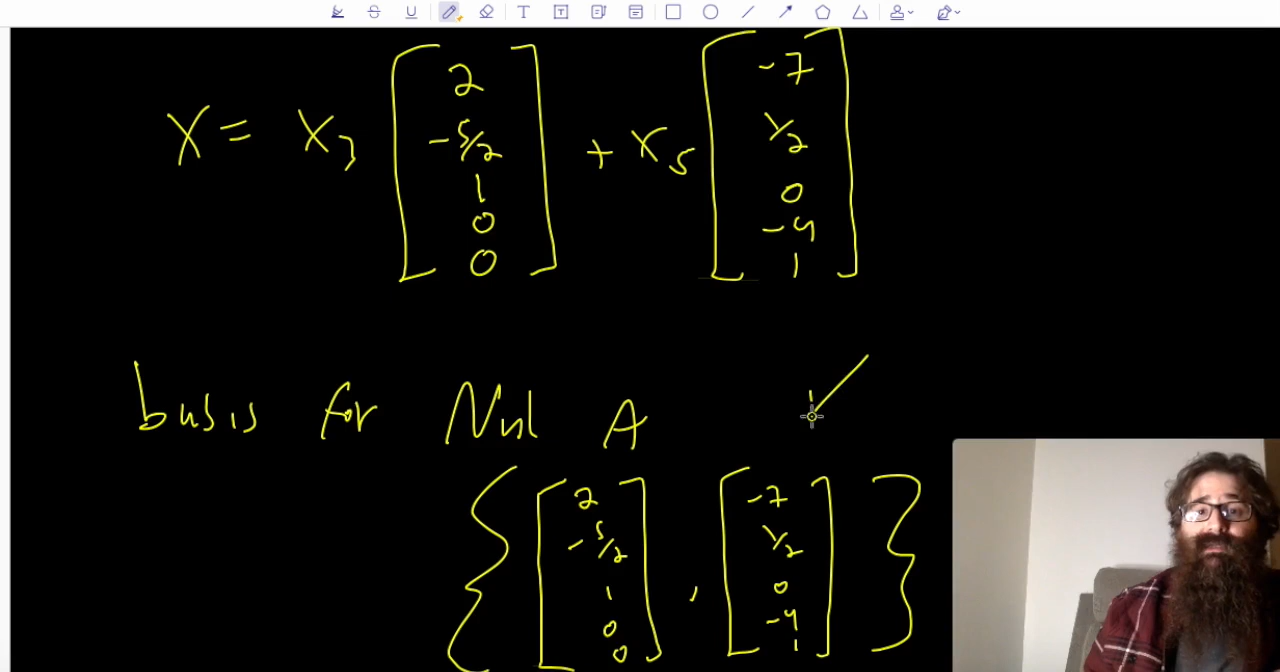 X = X3 [2 -5/2 1 0 0] + X5 [-7 1/2 0 -4 1]
basis for Nul A
{[2 -5/2 1 0 0], [-7 1/2 0 -4 1]}